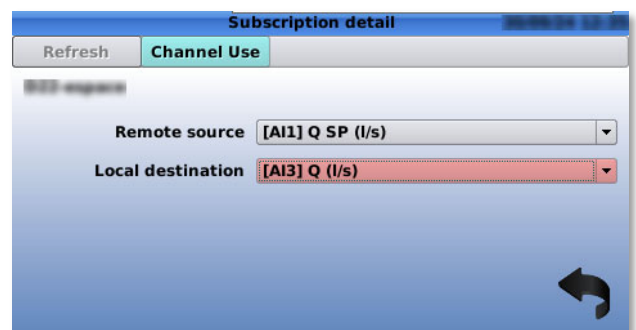 Subscription detail
Refresh Channel Use
Remote source [AI1] Q SP (l/s)
Local destination [AI3] Q (l/s)